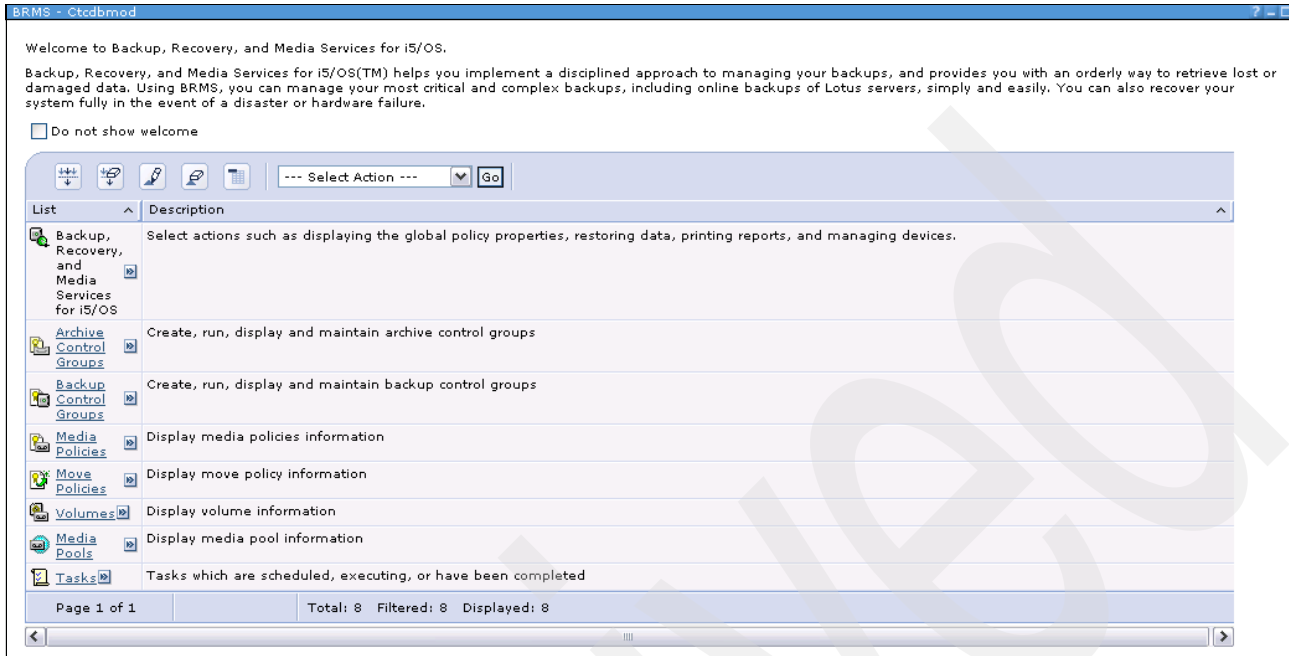 BRMS - Ctcdbmod
? –
Welcome to Backup, Recovery, and Media Services for i5/OS.
Backup, Recovery, and Media Services for i5/OS(TM) helps you implement a disciplined approach to managing your backups, and provides you with an orderly way to retrieve lost or
damaged data. Using BRMS, you can manage your most critical and complex backups, including online backups of Lotus servers, simply and easily. You can also recover your
system fully in the event of a disaster or hardware failure.
Do not show welcome
--- Select Action --- Go
List Description
Backup,
Recovery,
and
Media
Services
for i5/OS
Select actions such as displaying the global policy properties, restoring data, printing reports, and managing devices.
Archive
Control
Groups
Create, run, display and maintain archive control groups
Backup
Control
Groups
Create, run, display and maintain backup control groups
Media
Policies
Display media policies information
Move
Policies
Display move policy information
Volumes
Display volume information
Media
Pools
Display media pool information
Tasks
Tasks which are scheduled, executing, or have been completed
Page 1 of 1 Total: 8 Filtered: 8 Displayed: 8